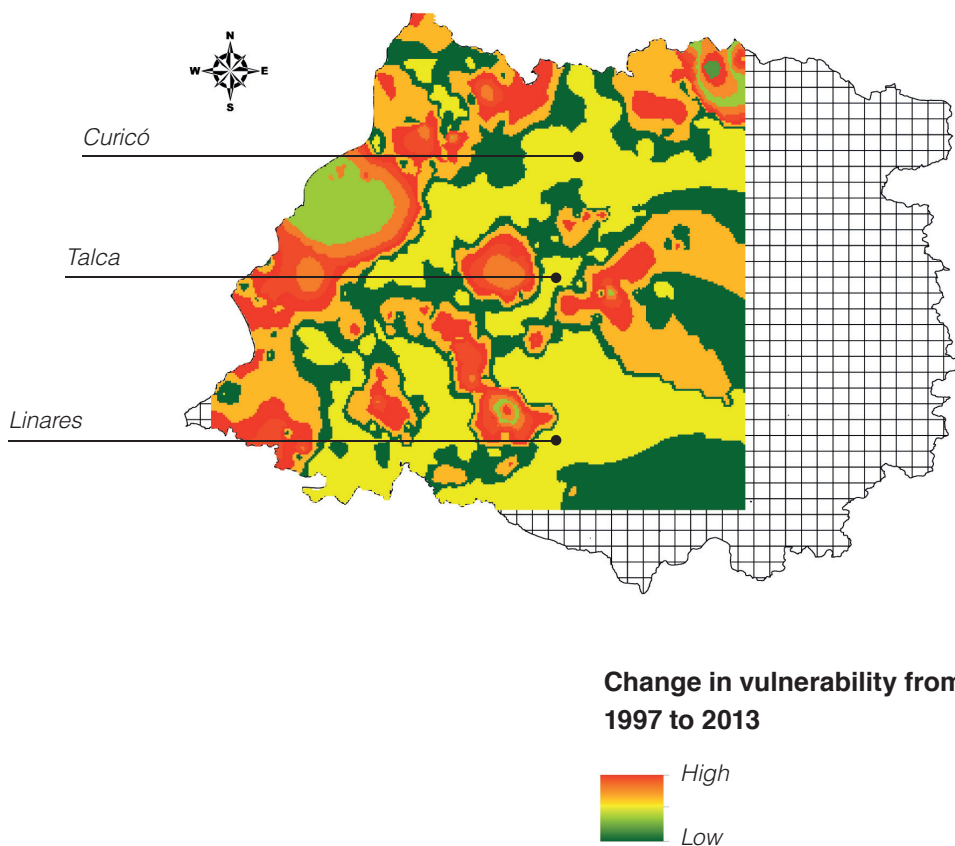 N
W E
S
Curicó
Talca
Linares
Change in vulnerability from
1997 to 2013
High
Low